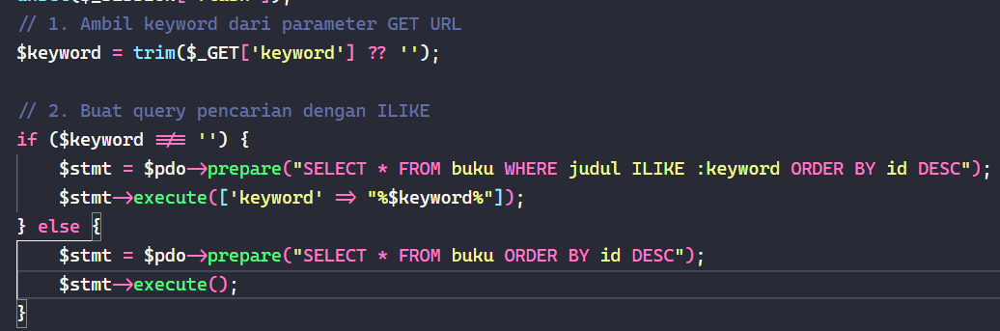 // 1. Ambil keyword dari parameter GET URL
$keyword = trim($_GET['keyword'] ?? '');
// 2. Buat query pencarian dengan ILIKE
if ($keyword !== '') {
$stmt = $pdo->prepare("SELECT * FROM buku WHERE judul ILIKE :keyword ORDER BY id DESC");
$stmt->execute(['keyword' => "%$keyword%"]);
} else {
$stmt = $pdo->prepare("SELECT * FROM buku ORDER BY id DESC");
$stmt->execute();
}